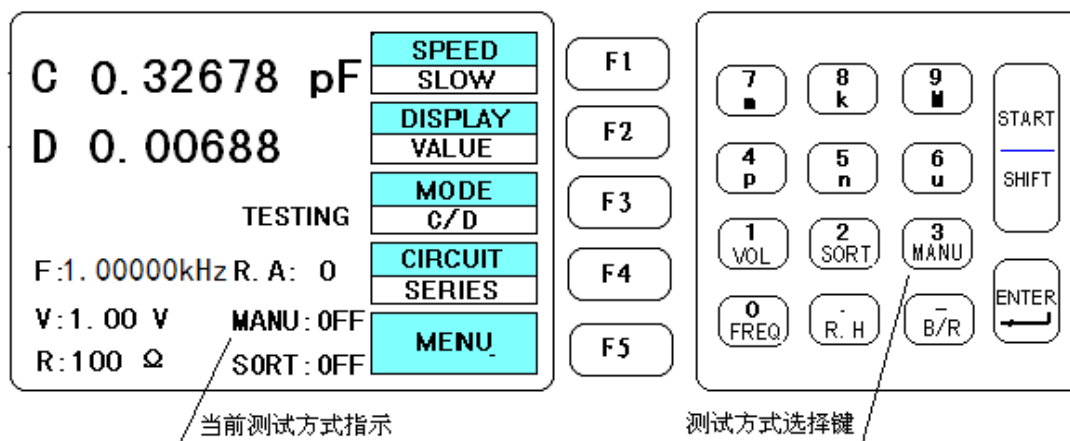 C 0.32678 pF
D 0.00688
TESTING
F:1.00000kHz R.A: 0
V:1.00 V MANU:OFF
R:100 Ω SORT:OFF
SPEED
SLOW
DISPLAY
VALUE
MODE
C/D
CIRCUIT
SERIES
MENU
F1
F2
F3
F4
F5
7 8 9
m k M
4 5 6
p n u
1 2 3
VOL SORT MANU
0 . —
FREQ R.H B/R
START
SHIFT
ENTER
当前测试方式指示
测试方式选择键